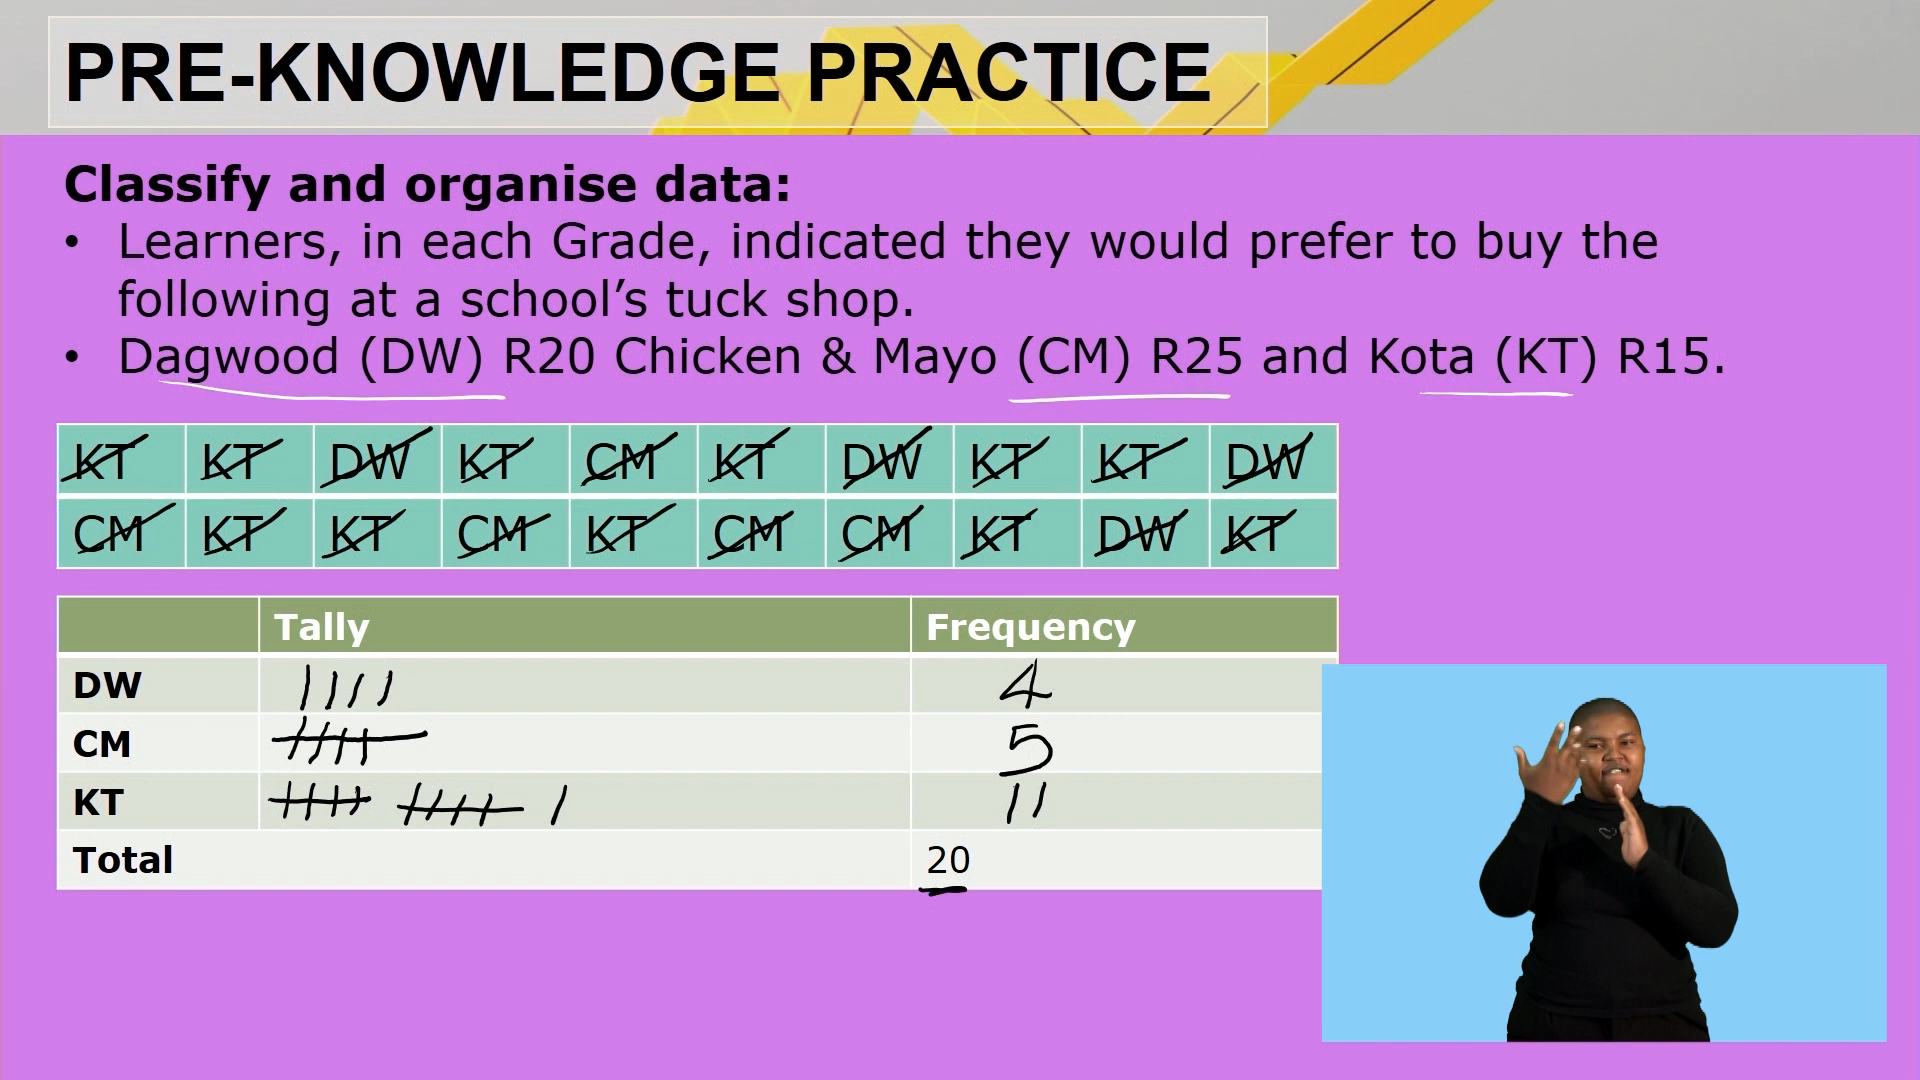 PRE-KNOWLEDGE PRACTICE
Classify and organise data:
• Learners, in each Grade, indicated they would prefer to buy the
following at a school’s tuck shop.
• Dagwood (DW) R20 Chicken & Mayo (CM) R25 and Kota (KT) R15.
KT KT DW KT CM KT DW KT KT DW
CM KT KT CM KT CM CM KT DW KT
Tally Frequency
DW 4
CM 5
KT 11
Total 20